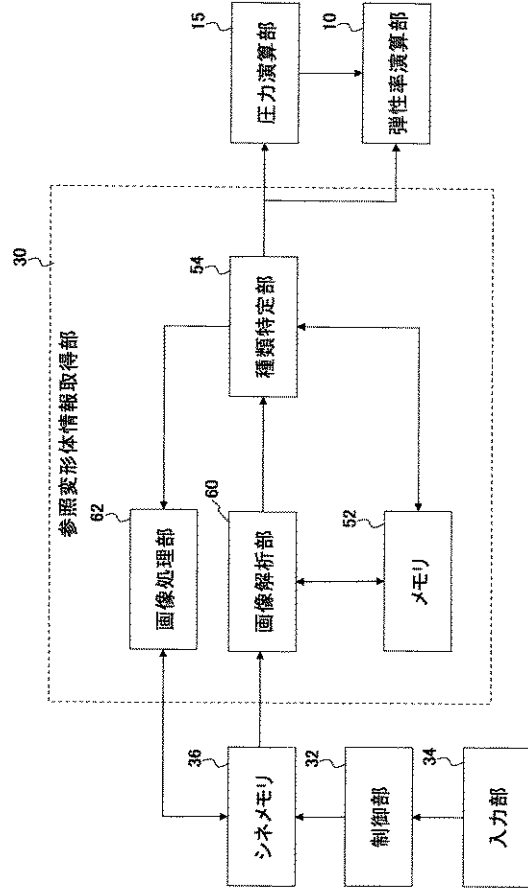 30
参照変形体情報取得部
62
画像処理部
36
シネメモリ
60
画像解析部
54
種類特定部
15
圧力演算部
32
制御部
52
メモリ
10
弾性率演算部
34
入力部